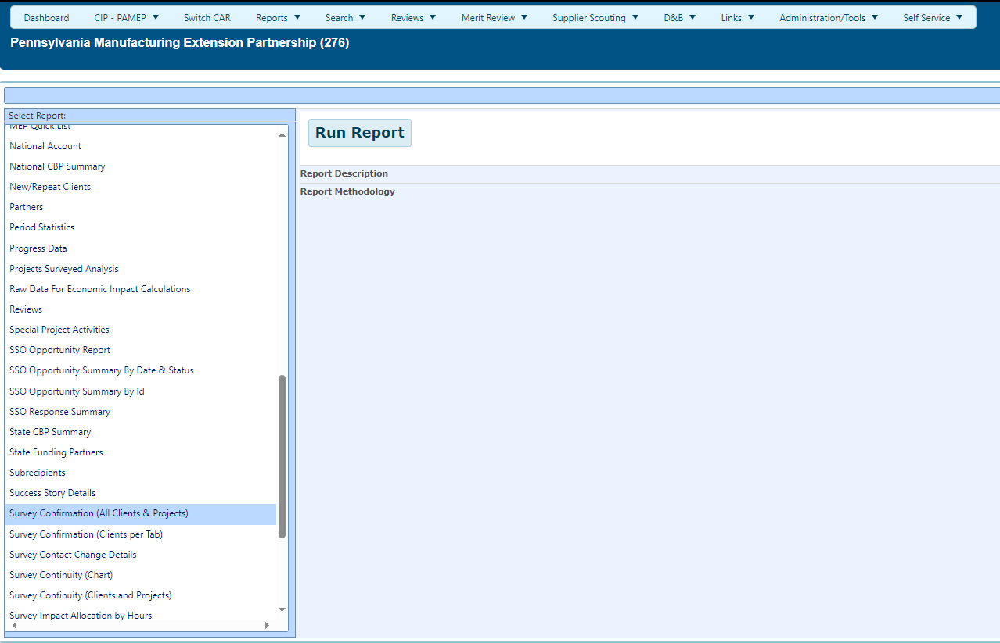 Dashboard CIP - PAMEP Switch CAR Reports Search Reviews Merit Review Supplier Scouting D&B Links Administration/Tools Self Service
Pennsylvania Manufacturing Extension Partnership (276)
Select Report:
MEP Quick List
National Account
National CBP Summary
New/Repeat Clients
Partners
Period Statistics
Progress Data
Projects Surveyed Analysis
Raw Data For Economic Impact Calculations
Reviews
Special Project Activities
SSO Opportunity Report
SSO Opportunity Summary By Date & Status
SSO Opportunity Summary By Id
SSO Response Summary
State CBP Summary
State Funding Partners
Subrecipients
Success Story Details
Survey Confirmation (All Clients & Projects)
Survey Confirmation (Clients per Tab)
Survey Contact Change Details
Survey Continuity (Chart)
Survey Continuity (Clients and Projects)
Survey Impact Allocation by Hours
Run Report
Report Description
Report Methodology